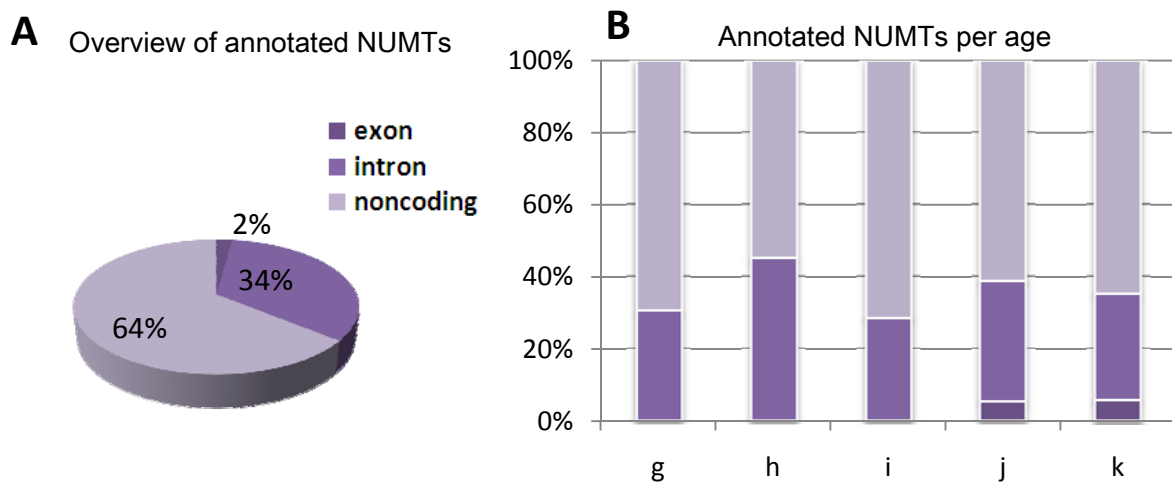 A
Overview of annotated NUMTs
exon
intron
noncoding
2%
34%
64%
B
Annotated NUMTs per age
100%
80%
60%
40%
20%
0%
g h i j k